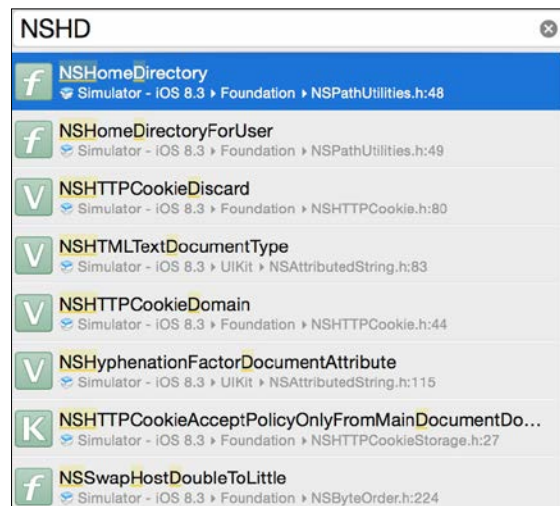 NSHD
f NSHomeDirectory
Simulator - iOS 8.3 ▸ Foundation ▸ NSPathUtilities.h:48
f NSHomeDirectoryForUser
Simulator - iOS 8.3 ▸ Foundation ▸ NSPathUtilities.h:49
V NSHTTPCookieDiscard
Simulator - iOS 8.3 ▸ Foundation ▸ NSHTTPCookie.h:80
V NSHTMLTextDocumentType
Simulator - iOS 8.3 ▸ UIKit ▸ NSAttributedString.h:83
V NSHTTPCookieDomain
Simulator - iOS 8.3 ▸ Foundation ▸ NSHTTPCookie.h:44
V NSHyphenationFactorDocumentAttribute
Simulator - iOS 8.3 ▸ UIKit ▸ NSAttributedString.h:115
K NSHTTPCookieAcceptPolicyOnlyFromMainDocumentDo...
Simulator - iOS 8.3 ▸ Foundation ▸ NSHTTPCookieStorage.h:27
f NSSwapHostDoubleToLittle
Simulator - iOS 8.3 ▸ Foundation ▸ NSByteOrder.h:224